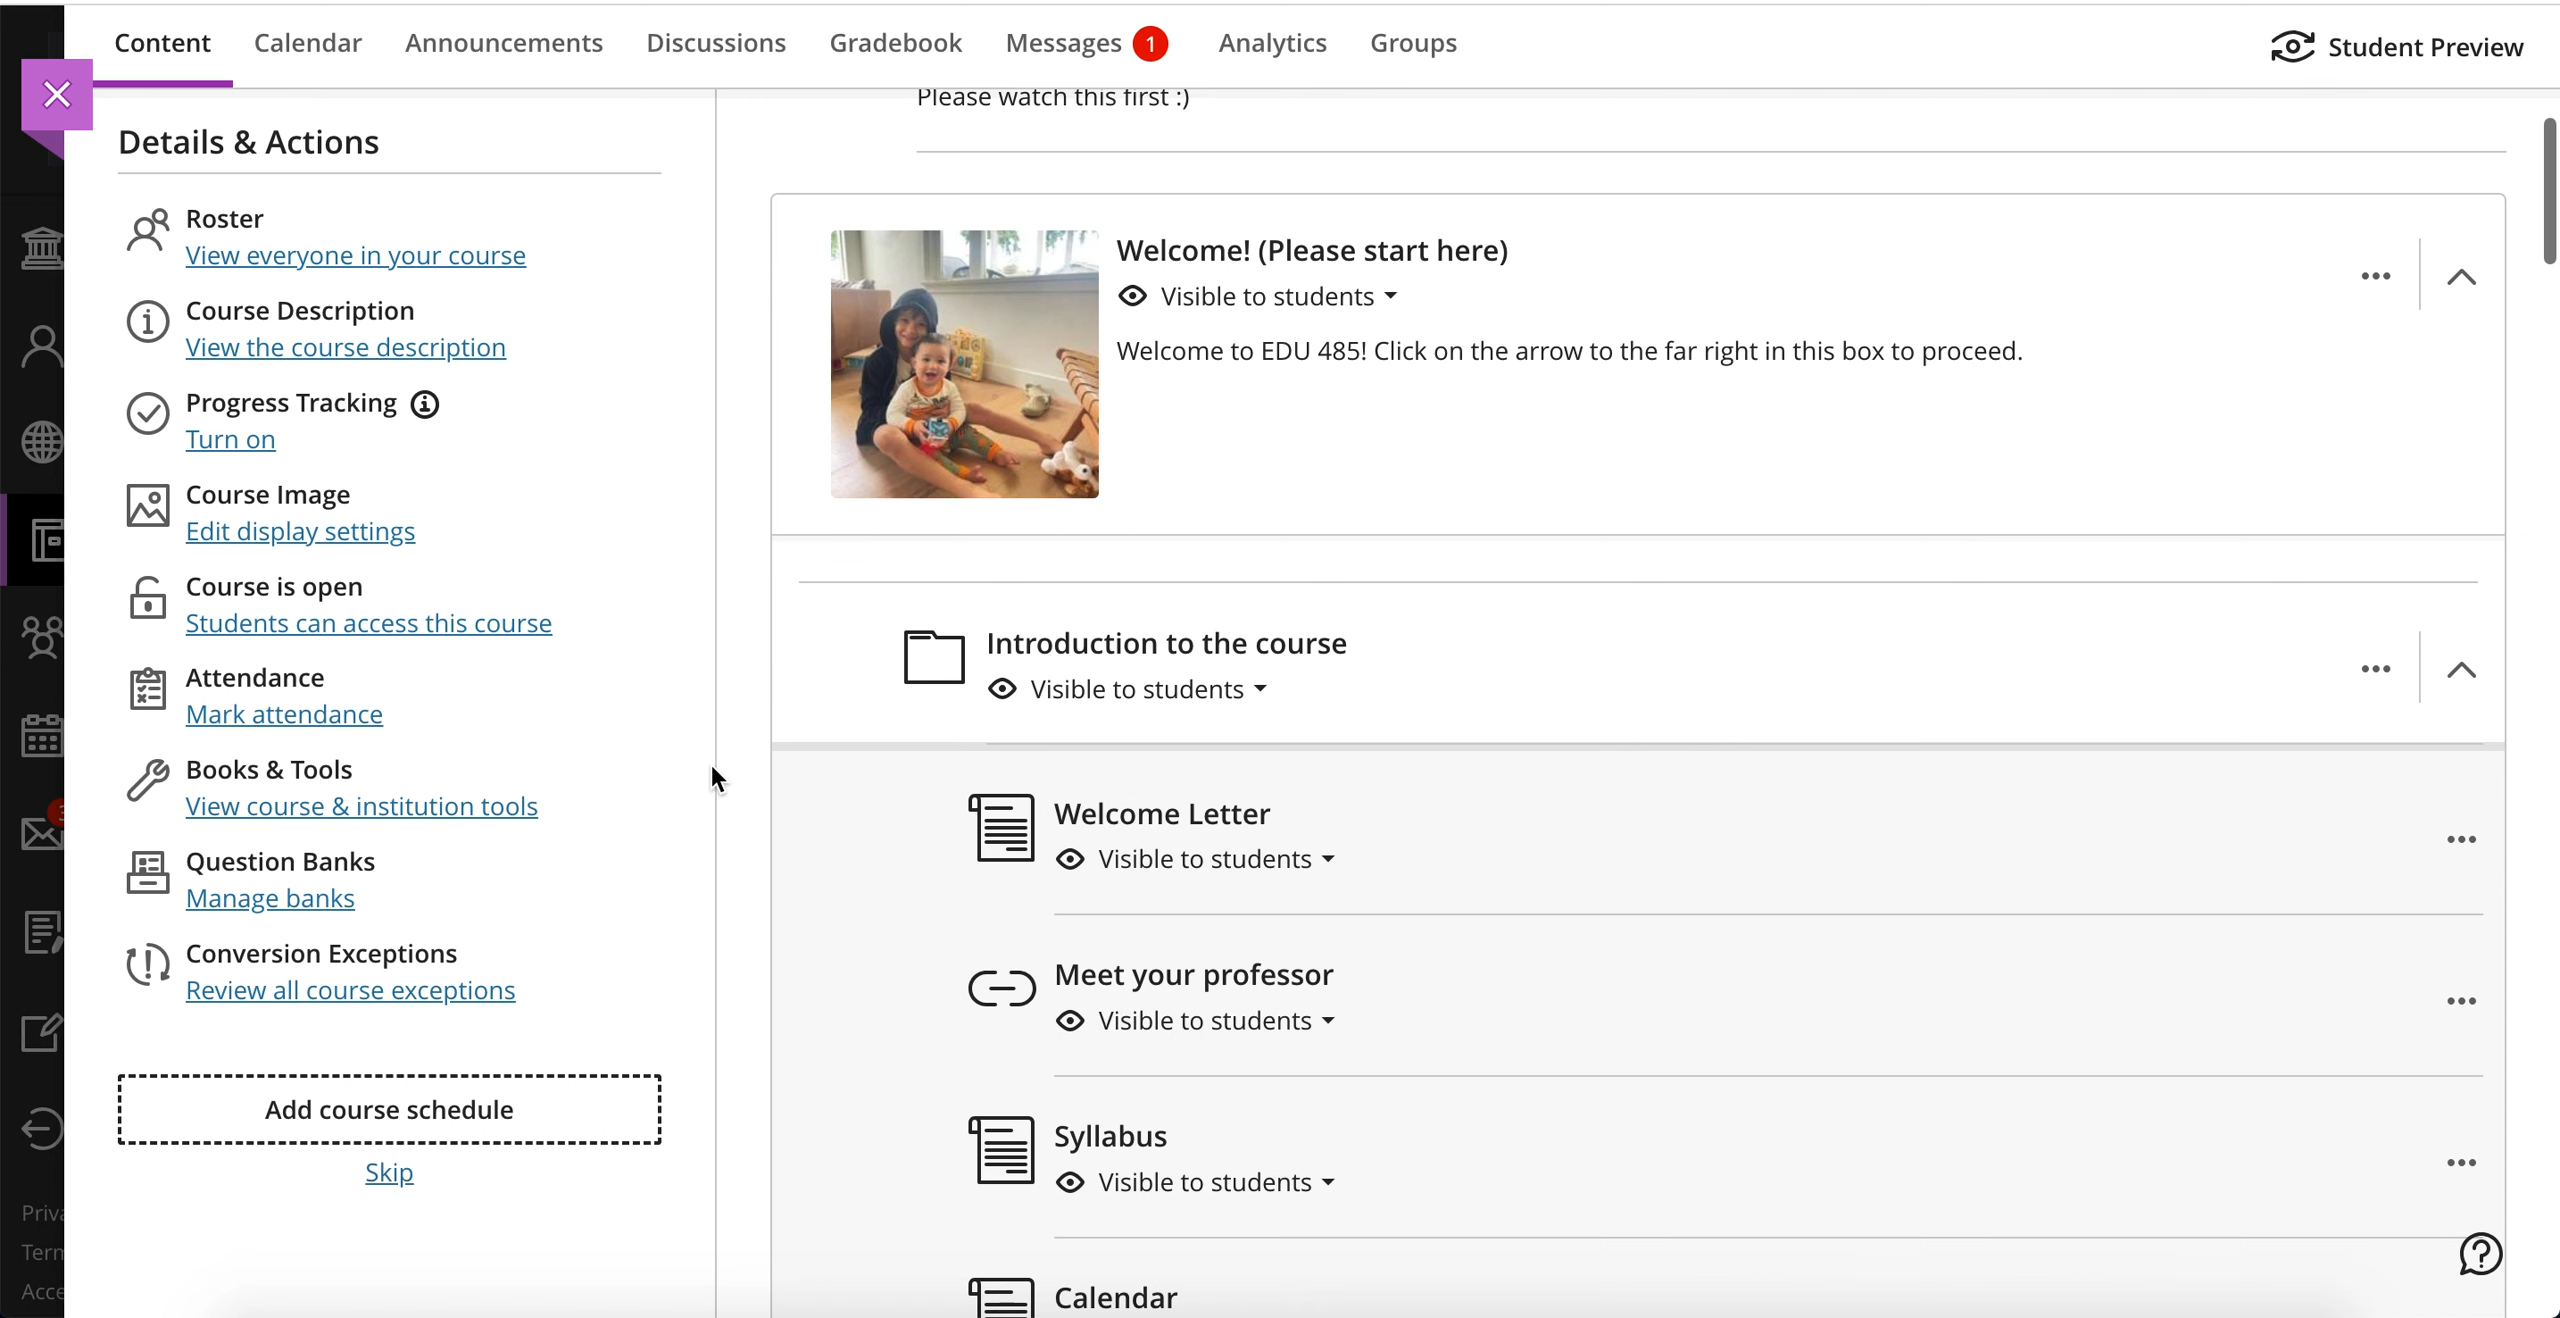 Content Calendar Announcements Discussions Gradebook Messages 1 Analytics Groups Student Preview
Please watch this first :)
Details & Actions
Roster
View everyone in your course
Course Description
View the course description
Progress Tracking
Turn on
Course Image
Edit display settings
Course is open
Students can access this course
Attendance
Mark attendance
Books & Tools
View course & institution tools
Question Banks
Manage banks
Conversion Exceptions
Review all course exceptions
Add course schedule
Skip
Welcome! (Please start here)
Visible to students
Welcome to EDU 485! Click on the arrow to the far right in this box to proceed.
Introduction to the course
Visible to students
Welcome Letter
Visible to students
Meet your professor
Visible to students
Syllabus
Visible to students
Calendar